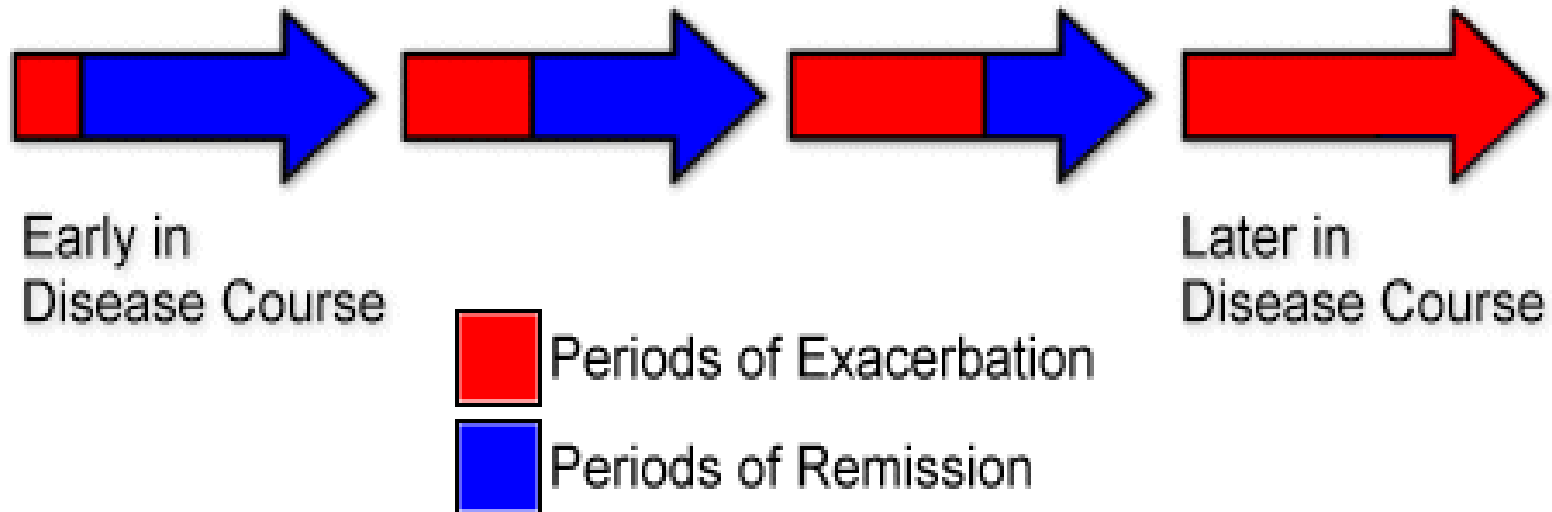 Early in
Disease Course
Later in
Disease Course
Periods of Exacerbation
Periods of Remission